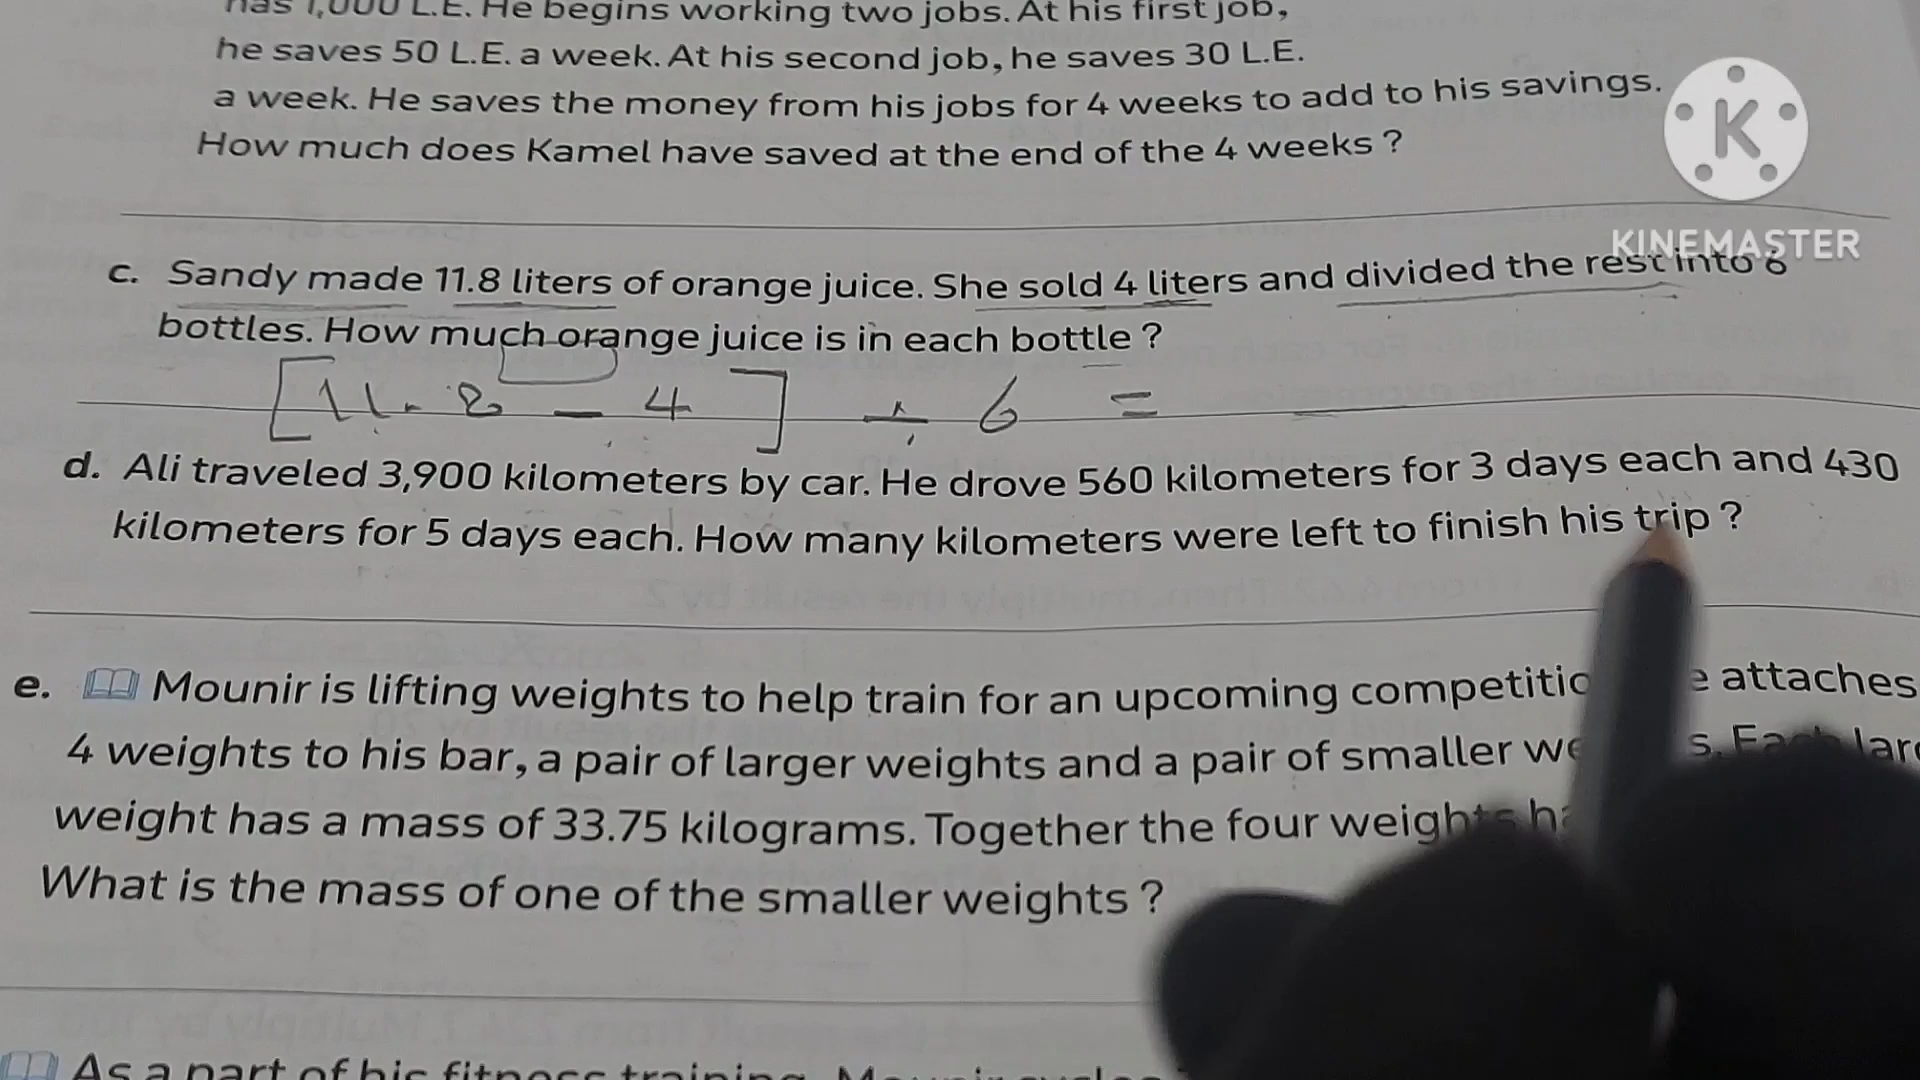 has 1,000 L.E. He begins working two jobs. At his first job,
he saves 50 L.E. a week. At his second job, he saves 30 L.E.
a week. He saves the money from his jobs for 4 weeks to add to his savings.
How much does Kamel have saved at the end of the 4 weeks ?
K
KINEMASTER
c. Sandy made 11.8 liters of orange juice. She sold 4 liters and divided the rest into 6
bottles. How much orange juice is in each bottle ?
[11.8 - 4] ÷ 6 =
d. Ali traveled 3,900 kilometers by car. He drove 560 kilometers for 3 days each and 430
kilometers for 5 days each. How many kilometers were left to finish his trip ?
e. Mounir is lifting weights to help train for an upcoming attaches
4 weights to his bar, a pair of larger weights and a pair of smaller
weight has a mass of 33.75 kilograms. Together the four weights
What is the mass of one of the smaller weights ?
As a part of his fitness training,